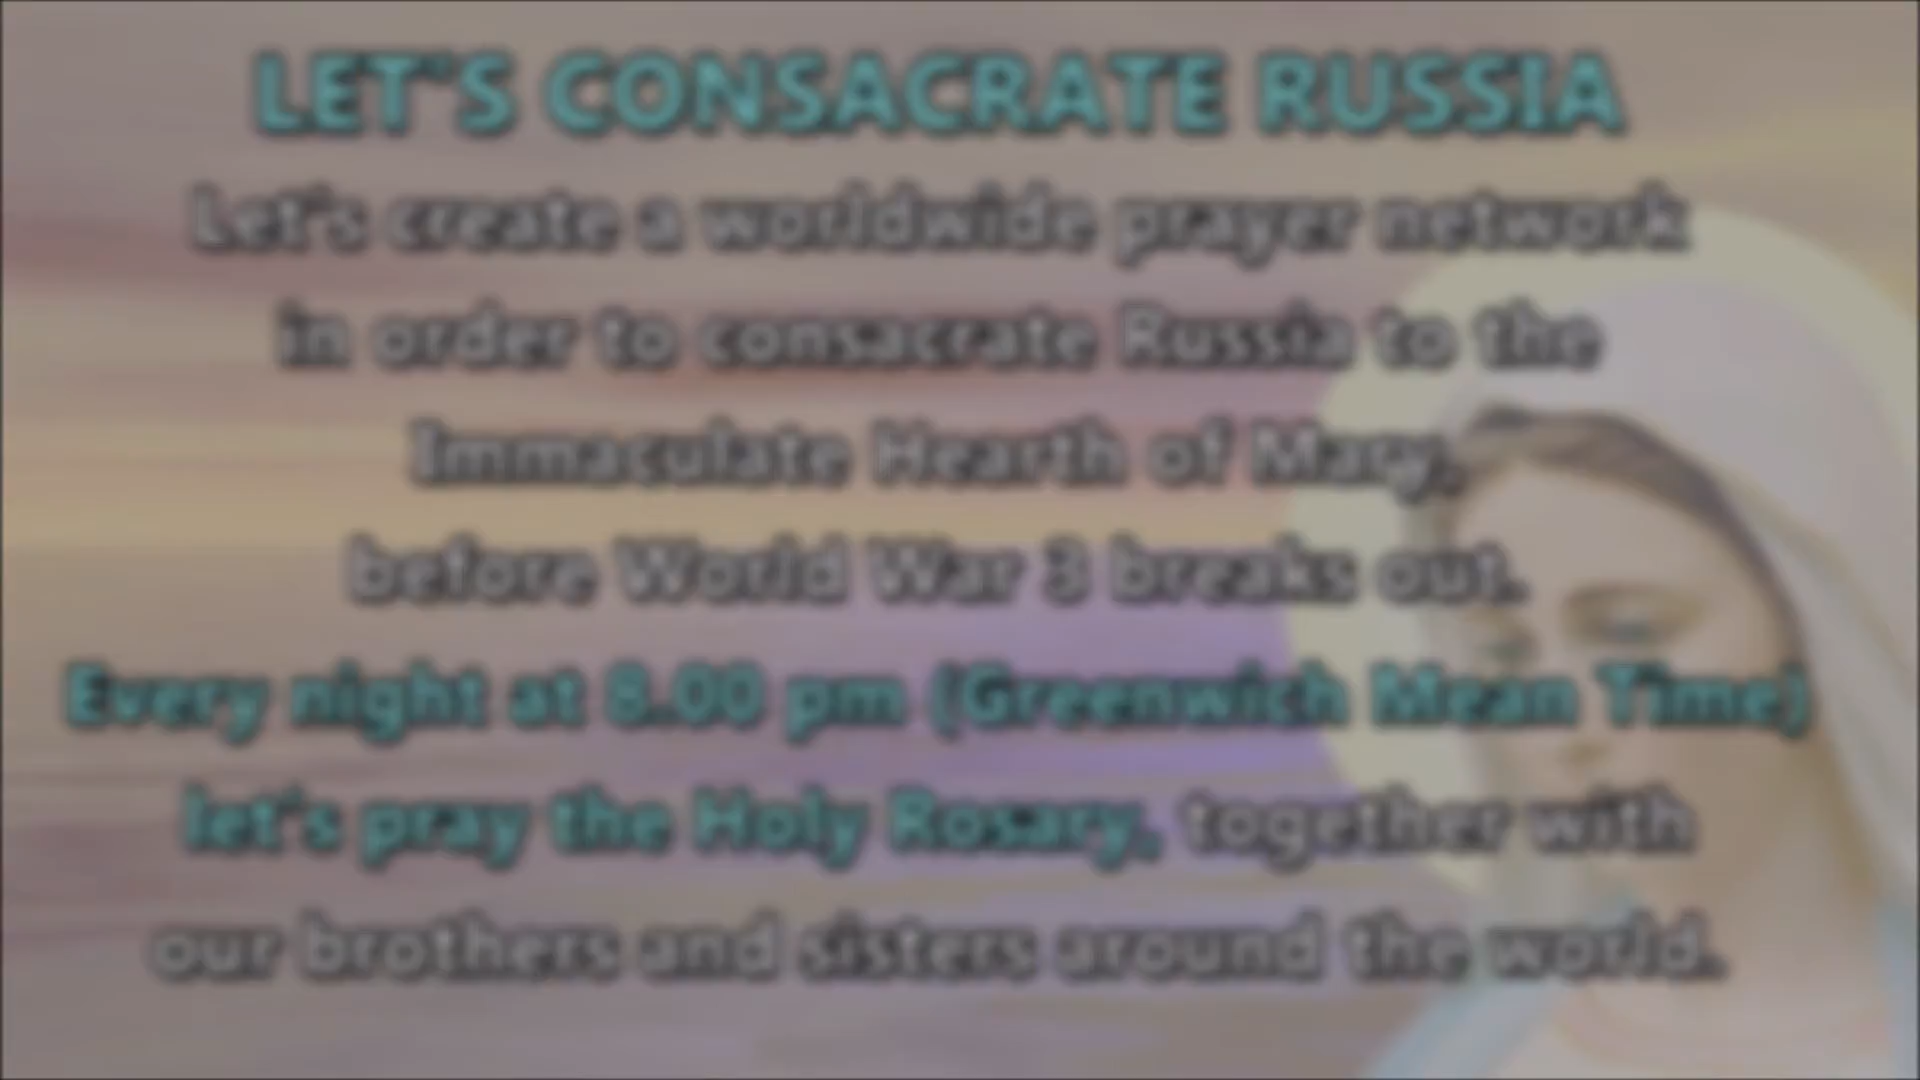 LET'S CONSACRATE RUSSIA
Let's create a worldwide prayer network
in order to consacrate Russia to the
Immaculate Hearth of Mary,
before World War 3 breaks out.
Every night at 8.00 pm (Greenwich Mean Time)
let's pray the Holy Rosary, together with
our brothers and sisters around the world.